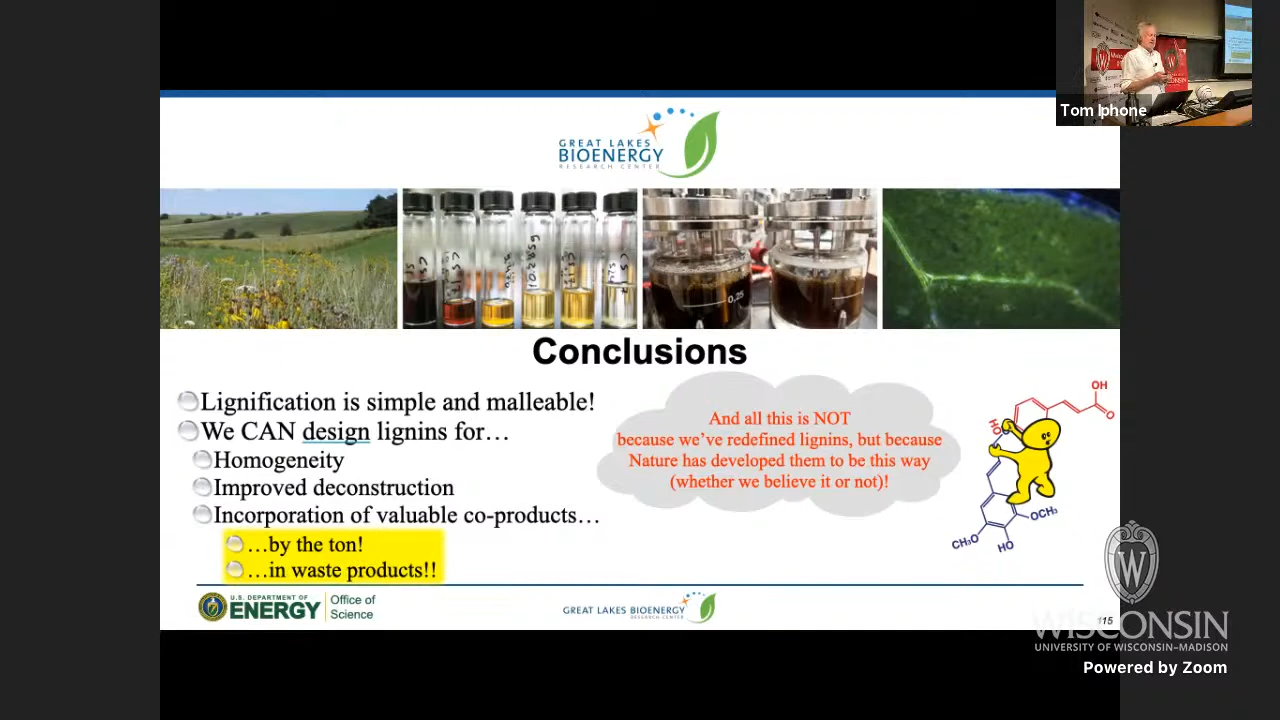 Tom Iphone
GREAT LAKES
BIOENERGY
RESEARCH CENTER
0,25
Conclusions
Lignification is simple and malleable!
We CAN design lignins for…
Homogeneity
Improved deconstruction
Incorporation of valuable co-products…
…by the ton!
…in waste products!!
And all this is NOT
because we've redefined lignins, but because
Nature has developed them to be this way
(whether we believe it or not)!
OH
O
HO
OCH₃
CH₃O
HO
U.S. DEPARTMENT OF
ENERGY
Office of
Science
GREAT LAKES BIOENERGY
RESEARCH CENTER
115
W
WISCONSIN
UNIVERSITY OF WISCONSIN–MADISON
Powered by Zoom